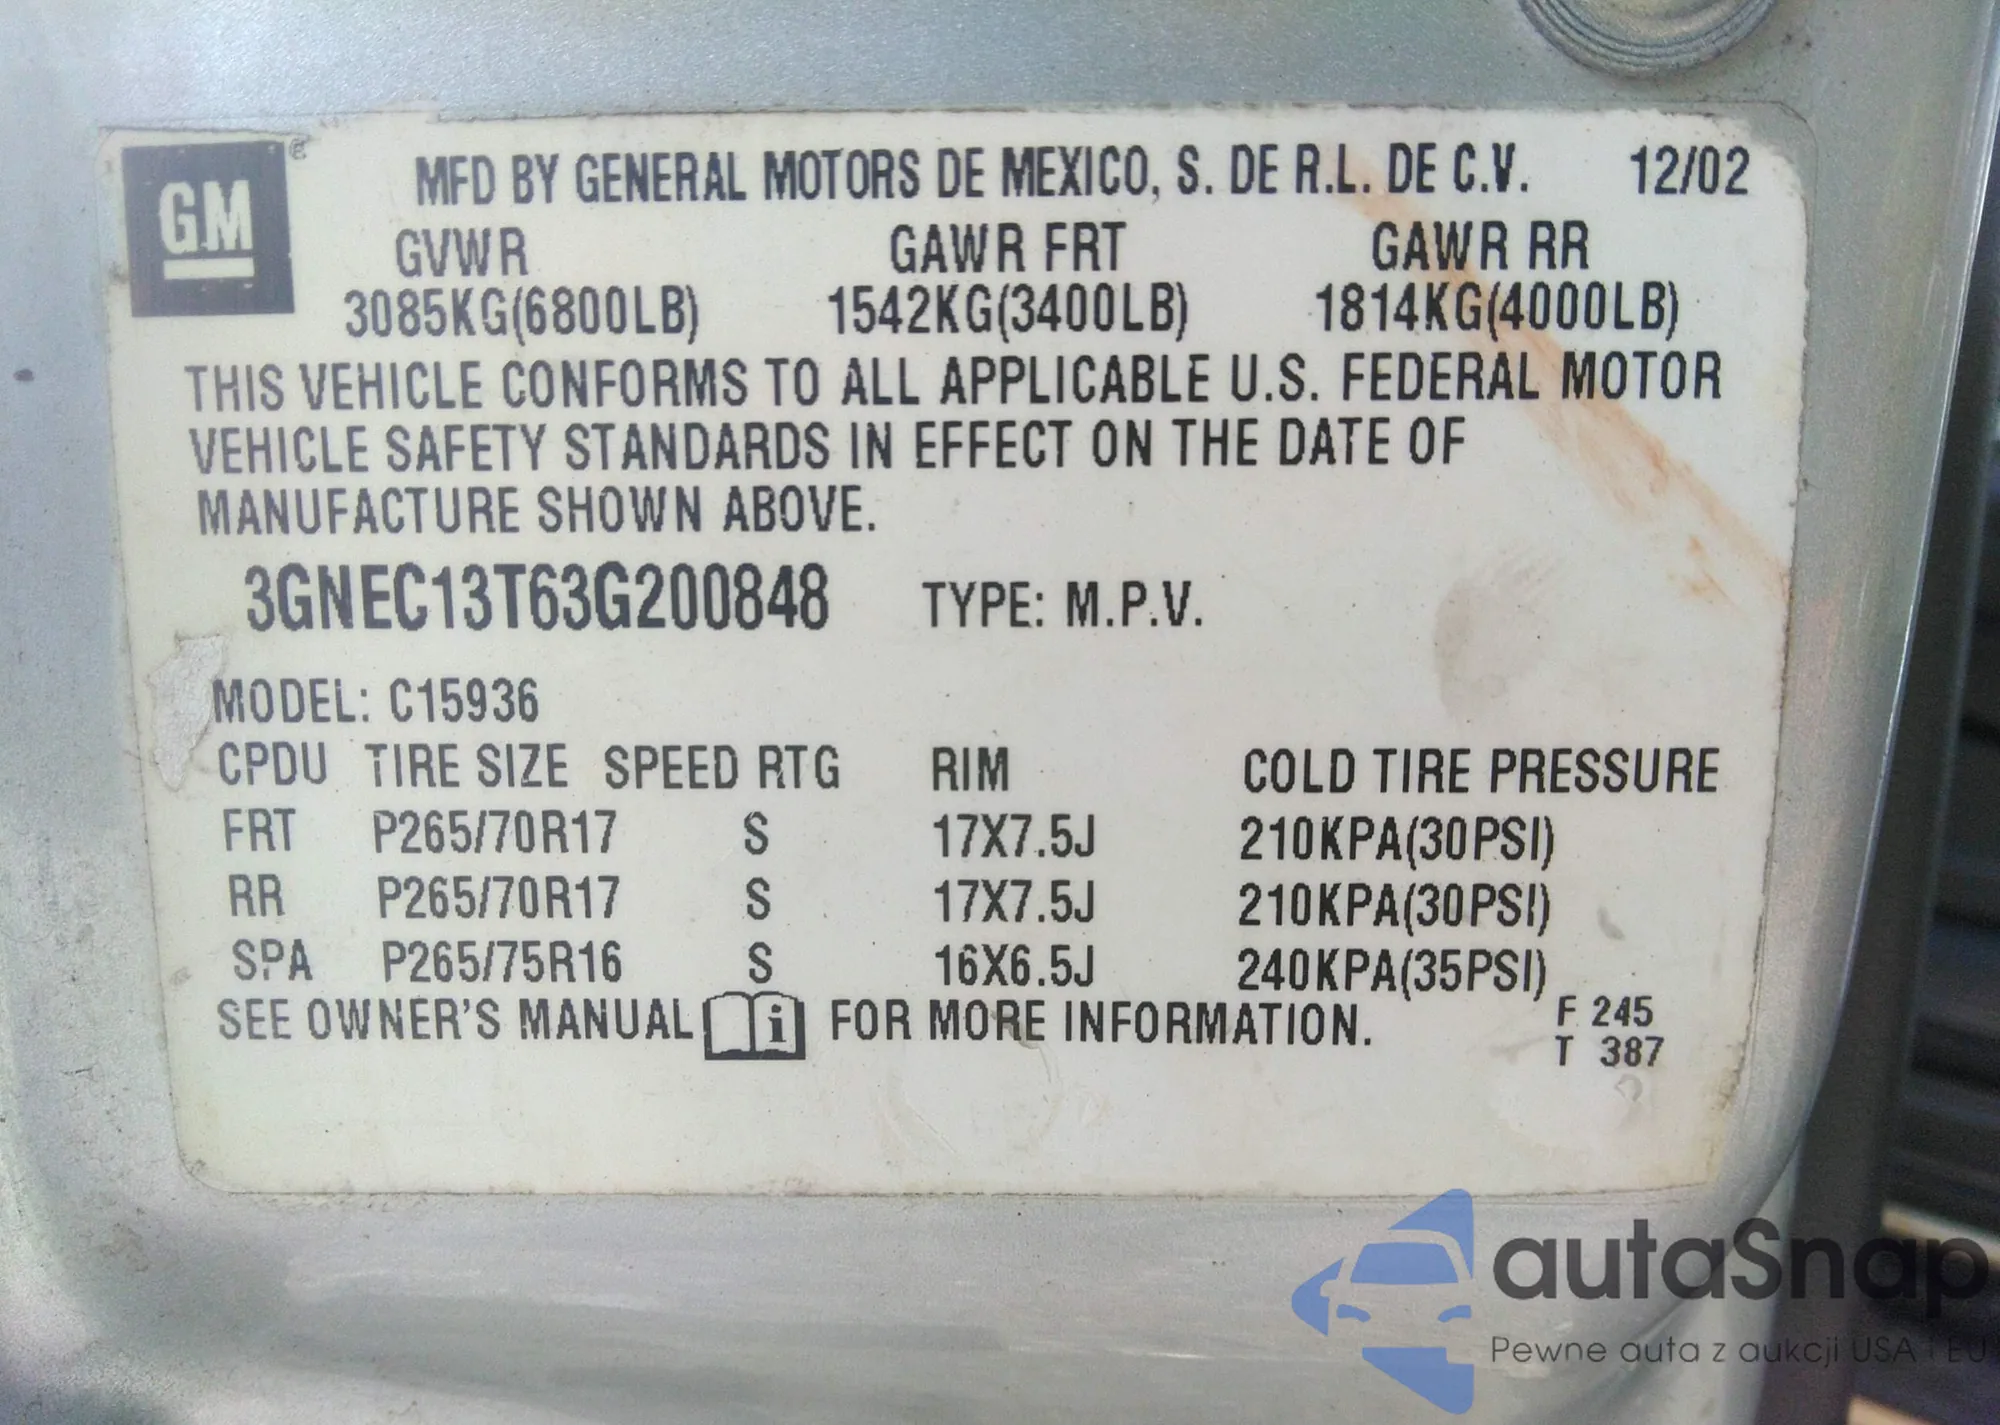 GM
MFD BY GENERAL MOTORS DE MEXICO, S. DE R.L. DE C.V. 12/02
GVWR GAWR FRT GAWR RR
3085KG(6800LB) 1542KG(3400LB) 1814KG(4000LB)
THIS VEHICLE CONFORMS TO ALL APPLICABLE U.S. FEDERAL MOTOR
VEHICLE SAFETY STANDARDS IN EFFECT ON THE DATE OF
MANUFACTURE SHOWN ABOVE.
3GNEC13T63G200848 TYPE: M.P.V.
MODEL: C15936
CPDU TIRE SIZE SPEED RTG RIM COLD TIRE PRESSURE
FRT P265/70R17 S 17X7.5J 210KPA(30PSI)
RR P265/70R17 S 17X7.5J 210KPA(30PSI)
SPA P265/75R16 S 16X6.5J 240KPA(35PSI)
SEE OWNER'S MANUAL i FOR MORE INFORMATION.
F 245
T 387
autaSnap
Pewne auta z aukcji USA i EU